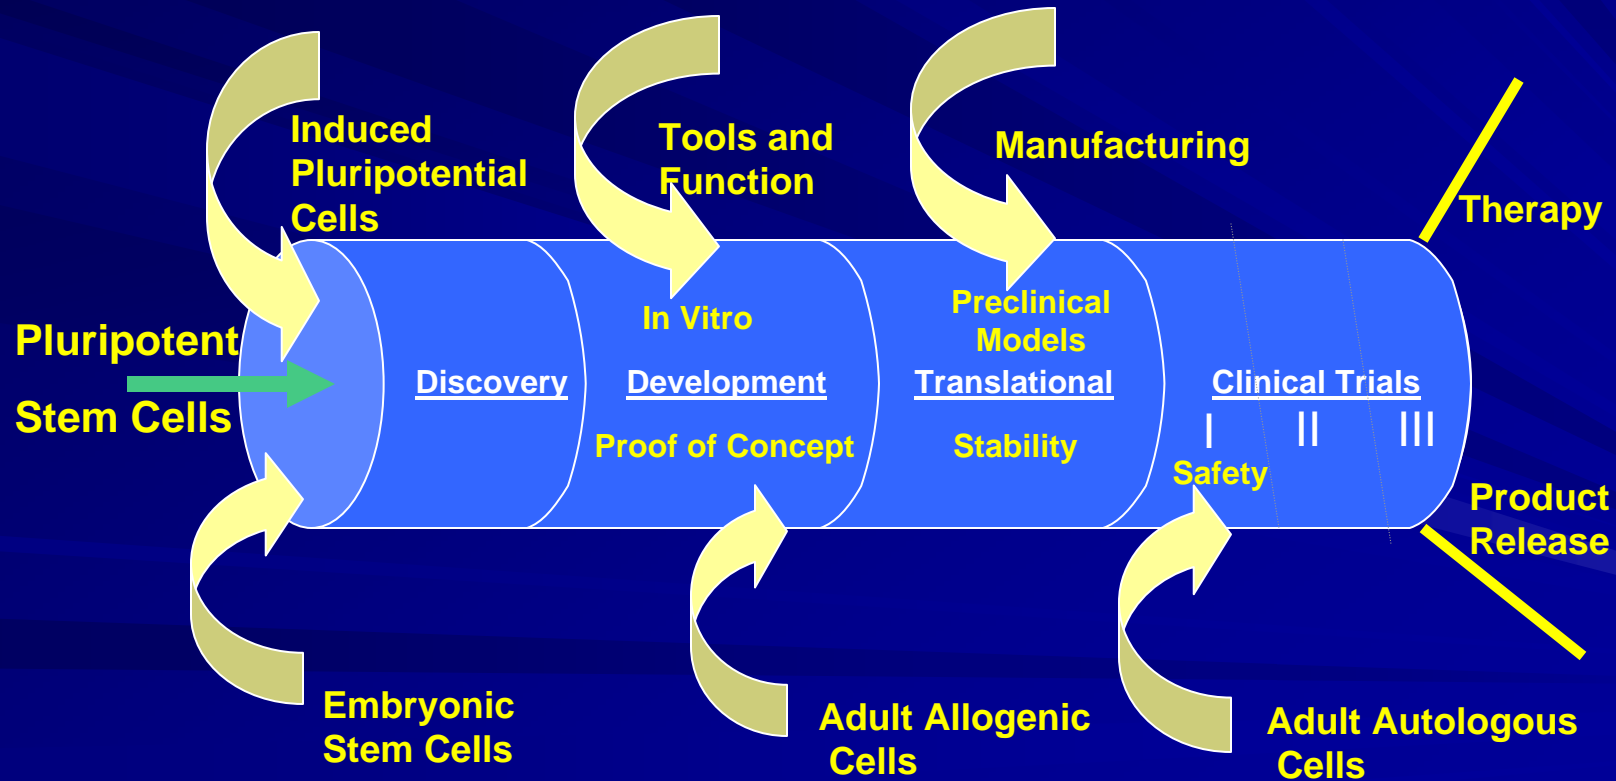 Induced
Pluripotential
Cells
Tools and
Function
Manufacturing
Therapy
Pluripotent
Stem Cells
In Vitro
Preclinical
Models
Discovery
Development
Translational
Clinical Trials
Proof of Concept
Stability
I II III
Safety
Product
Release
Embryonic
Stem Cells
Adult Allogenic
Cells
Adult Autologous
Cells